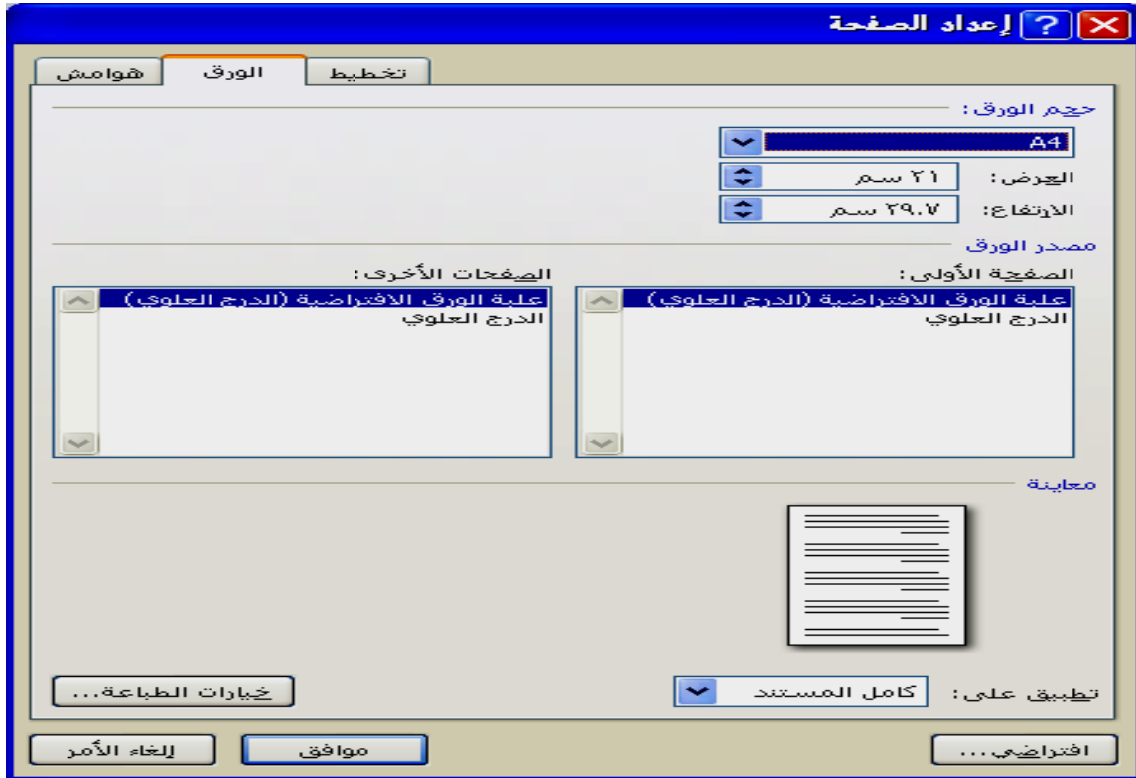 إعداد الصفحة
هوامش الورق تخطيط
حجم الورق:
A4
العرض: ٢١ سم
الارتفاع: ٢٩,٧ سم
مصدر الورق
الصفحة الأولى: الصفحات الأخرى:
علبة الورق الافتراضية (الدرج العلوي) علبة الورق الافتراضية (الدرج العلوي)
الدرج العلوي الدرج العلوي
معاينة
تطبيق على: كامل المستند خيارات الطباعة...
افتراضي... موافق إلغاء الأمر